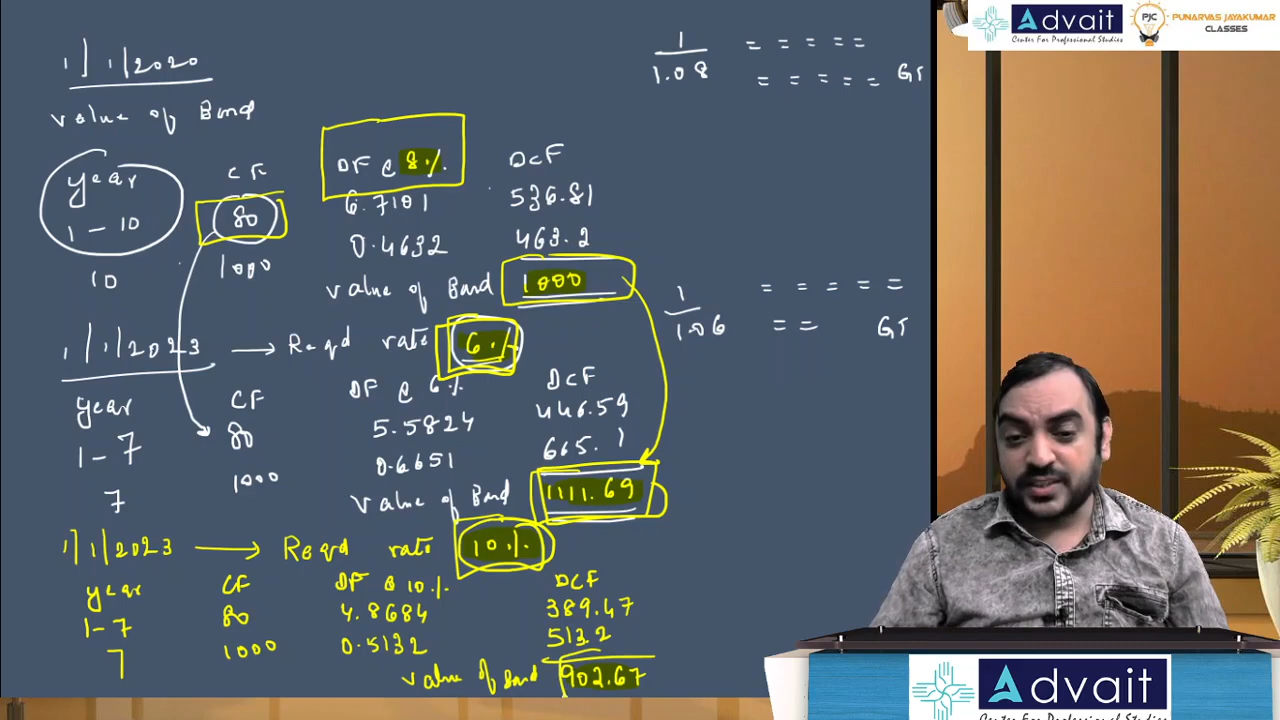 1/1/2020
Value of Bond
year CF DF @ 8% DCF
1-10 80 6.7101 536.81
10 1000 0.4632 463.2
Value of Bond 1000
1/1/2023 → Reqd rate 6%
year CF DF @ 6% DCF
1-7 80 5.5824 446.59
7 1000 0.6651 665.1
Value of Bond 1111.69
1/1/2023 → Reqd rate 10%
year CF DF @ 10% DCF
1-7 80 4.8684 389.47
7 1000 0.5132 5132
Value of Bond 902.67
1/1.08 = = = = =
= = = = = GT
1/1.06 = = = = =
= = GT
Advait
Center For Professional Studies
PJC
PUNARVAS JAYAKUMAR
CLASSES
Advait